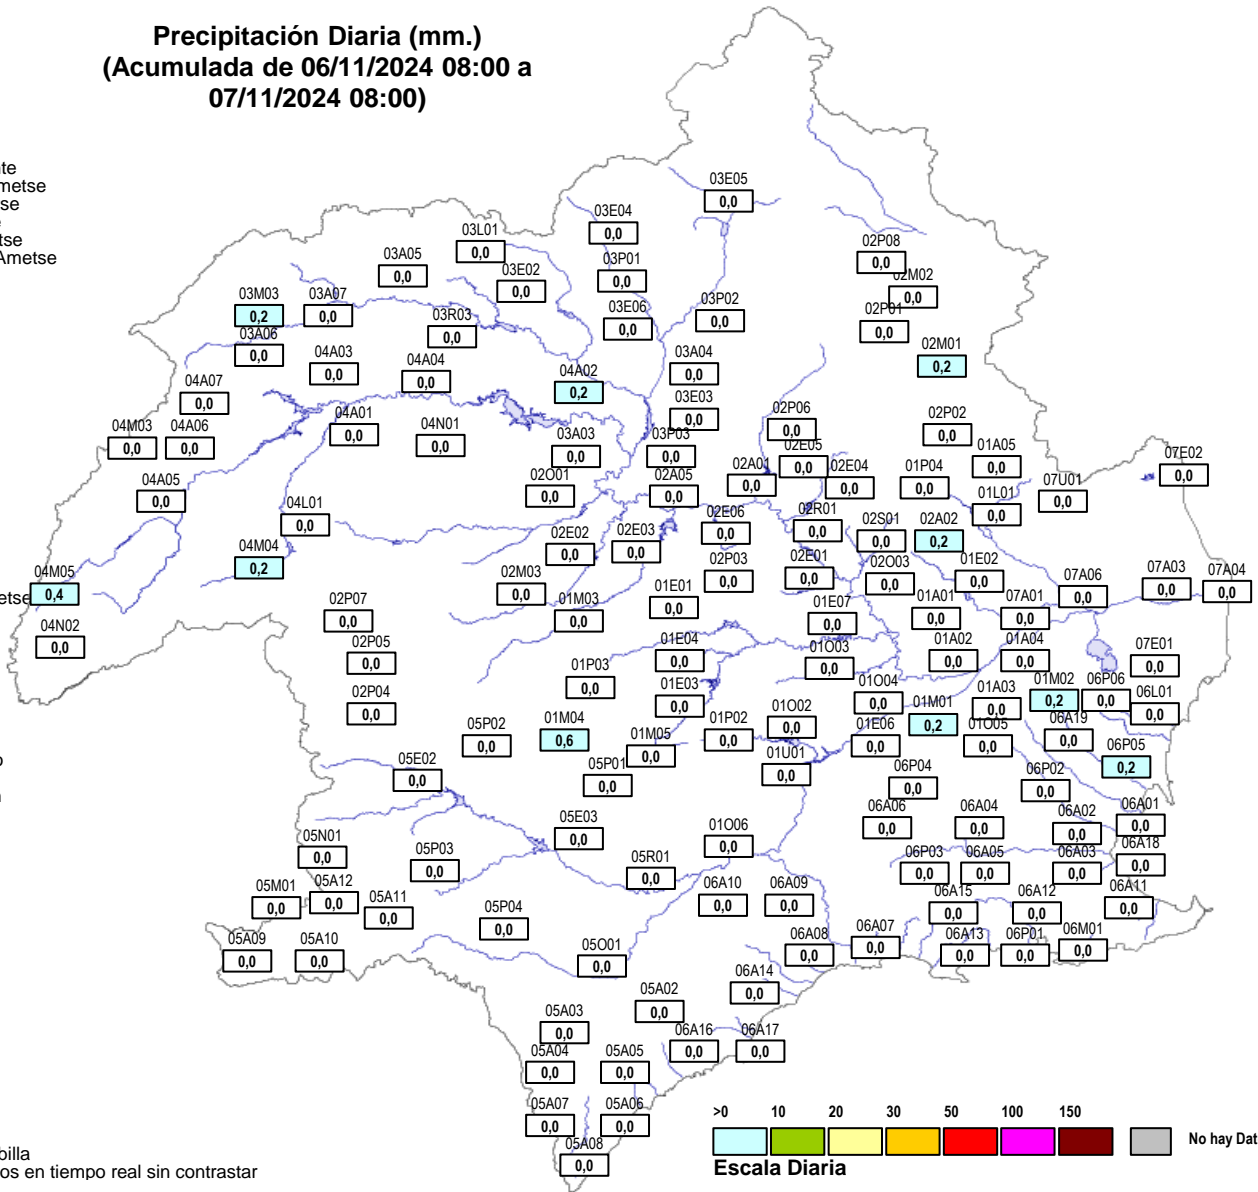 Precipitación Diaria (mm.)
(Acumulada de 06/11/2024 08:00 a
07/11/2024 08:00)
nte
metse
tse
e
tse
Ametse
03E05
0,0
03E04
0,0
03L01
0,0
03A05
0,0
03P01
0,0
03E02
0,0
02P08
0,0
02M02
0,0
03M03
0,2
03A07
0,0
03R03
0,0
03E06
0,0
03P02
0,0
02P01
0,0
03A06
0,0
04A03
0,0
04A04
0,0
04A02
0,2
03A04
0,0
02M01
0,2
04A07
0,0
03E03
0,0
04M03
0,0
04A06
0,0
04A01
0,0
04N01
0,0
03A03
0,0
03P03
0,0
02P06
0,0
02P02
0,0
02E05
0,0
01A05
0,0
07E02
0,0
04A05
0,0
02O01
0,0
02A05
0,0
02A01
0,0
02E04
0,0
01P04
0,0
07U01
0,0
01L01
0,0
04L01
0,0
02E02
0,0
02E03
0,0
02E06
0,0
02R01
0,0
02S01
0,0
02A02
0,2
04M04
0,2
04M05
0,4
etse
02M03
0,0
01M03
0,0
01E01
0,0
02P03
0,0
02E01
0,0
02O03
0,0
01E02
0,0
07A06
0,0
07A03
0,0
07A04
0,0
04N02
0,0
02P07
0,0
01E07
0,0
01A01
0,0
07A01
0,0
02P05
0,0
01P03
0,0
01E04
0,0
01O03
0,0
01A02
0,0
01A04
0,0
07E01
0,0
02P04
0,0
01E03
0,0
01O04
0,0
01M01
0,2
01A03
0,0
01M02
0,2
06P06
0,0
06L01
0,0
05P02
0,0
01M04
0,6
01M05
0,0
01P02
0,0
01O02
0,0
01E06
0,0
01O05
0,0
06A19
0,0
06P05
0,2
o
05E02
0,0
05P01
0,0
01U01
0,0
06P04
0,0
06P02
0,0
05E03
0,0
01O06
0,0
06A06
0,0
06A04
0,0
06A02
0,0
06A01
0,0
05N01
0,0
05P03
0,0
05R01
0,0
06P03
0,0
06A05
0,0
06A03
0,0
06A18
0,0
05M01
0,0
05A12
0,0
05A11
0,0
05P04
0,0
06A10
0,0
06A09
0,0
06A15
0,0
06A12
0,0
06A11
0,0
05A09
0,0
05A10
0,0
05O01
0,0
06A08
0,0
06A07
0,0
06A13
0,0
06P01
0,0
06M01
0,0
06A14
0,0
05A02
0,0
05A03
0,0
06A16
0,0
06A17
0,0
05A04
0,0
05A05
0,0
05A07
0,0
05A06
0,0
05A08
0,0
>0 10 20 30 50 100 150
No hay Dat
Escala Diaria
billa
os en tiempo real sin contrastar